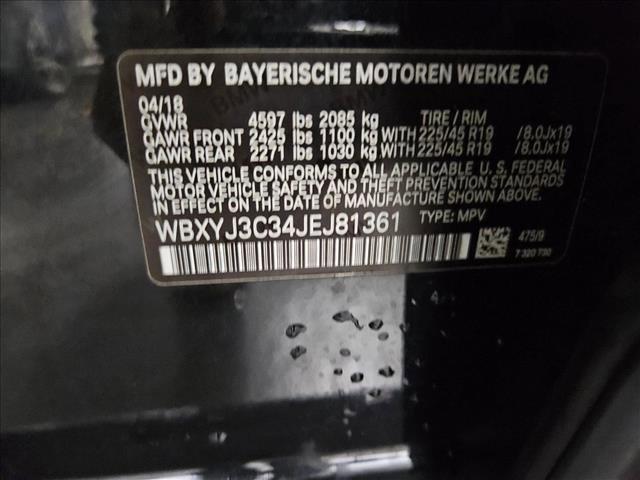 MFD BY BAYERISCHE MOTOREN WERKE AG
04/18
GVWR 4597 lbs 2085 kg TIRE / RIM
GAWR FRONT 2425 lbs 1100 kg WITH 225/45 R19 /8.0Jx19
GAWR REAR 2271 lbs 1030 kg WITH 225/45 R19 /8.0Jx19
THIS VEHICLE CONFORMS TO ALL APPLICABLE U. S. FEDERAL
MOTOR VEHICLE SAFETY AND THEFT PREVENTION STANDARDS
IN EFFECT ON THE DATE OF MANUFACTURE SHOWN ABOVE.
WBXYJ3C34JEJ81361 TYPE: MPV
475/9
7 320 730